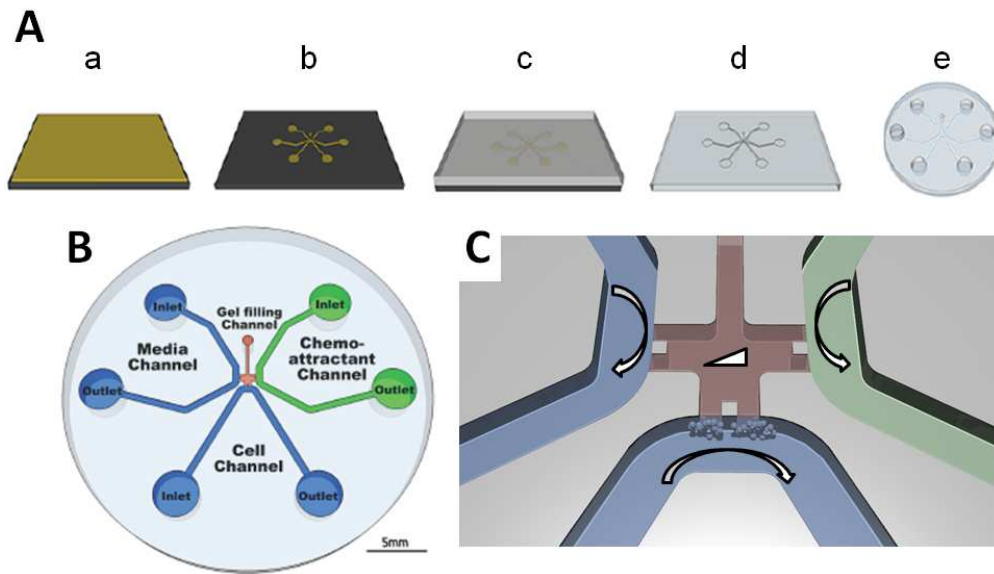 A
a b c d e
B
Inlet
Inlet
Gel filling
Channel
Media
Channel
Chemo-
attractant
Channel
Outlet
Outlet
Cell
Channel
Inlet
Outlet
5mm
C